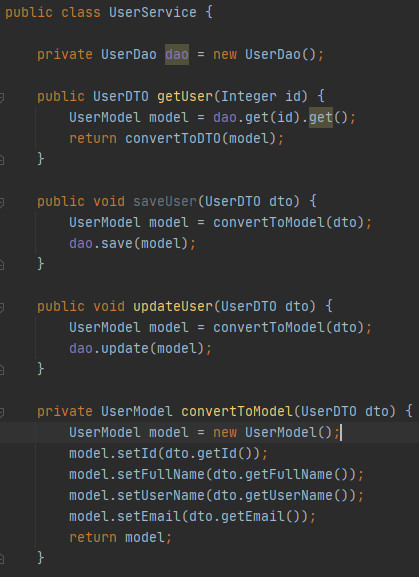 public class UserService {
    private UserDao dao = new UserDao();
    public UserDTO getUser(Integer id) {
        UserModel model = dao.get(id).get();
        return convertToDTO(model);
    }
    public void saveUser(UserDTO dto) {
        UserModel model = convertToModel(dto);
        dao.save(model);
    }
    public void updateUser(UserDTO dto) {
        UserModel model = convertToModel(dto);
        dao.update(model);
    }
    private UserModel convertToModel(UserDTO dto) {
        UserModel model = new UserModel();
        model.setId(dto.getId());
        model.setFullName(dto.getFullName());
        model.setUserName(dto.getUserName());
        model.setEmail(dto.getEmail());
        return model;
    }